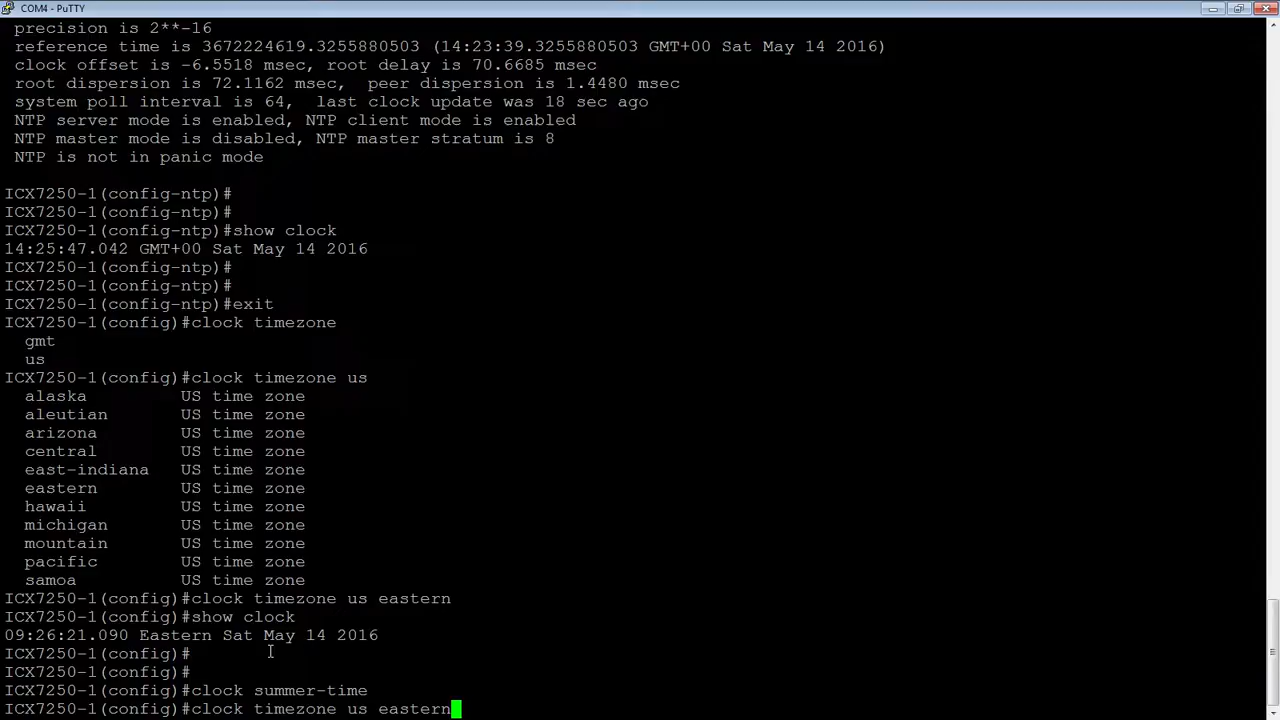 COM4 - PuTTY
precision is 2**-16
reference time is 3672224619.3255880503 (14:23:39.3255880503 GMT+00 Sat May 14 2016)
clock offset is -6.5518 msec, root delay is 70.6685 msec
root dispersion is 72.1162 msec,  peer dispersion is 1.4480 msec
system poll interval is 64,  last clock update was 18 sec ago
NTP server mode is enabled, NTP client mode is enabled
NTP master mode is disabled, NTP master stratum is 8
NTP is not in panic mode
ICX7250-1(config-ntp)#
ICX7250-1(config-ntp)#
ICX7250-1(config-ntp)#show clock
14:25:47.042 GMT+00 Sat May 14 2016
ICX7250-1(config-ntp)#
ICX7250-1(config-ntp)#
ICX7250-1(config-ntp)#exit
ICX7250-1(config)#clock timezone
gmt
us
ICX7250-1(config)#clock timezone us
alaska         US time zone
aleutian       US time zone
arizona        US time zone
central        US time zone
east-indiana   US time zone
eastern        US time zone
hawaii         US time zone
michigan       US time zone
mountain       US time zone
pacific        US time zone
samoa          US time zone
ICX7250-1(config)#clock timezone us eastern
ICX7250-1(config)#show clock
09:26:21.090 Eastern Sat May 14 2016
ICX7250-1(config)#
ICX7250-1(config)#
ICX7250-1(config)#clock summer-time
ICX7250-1(config)#clock timezone us eastern